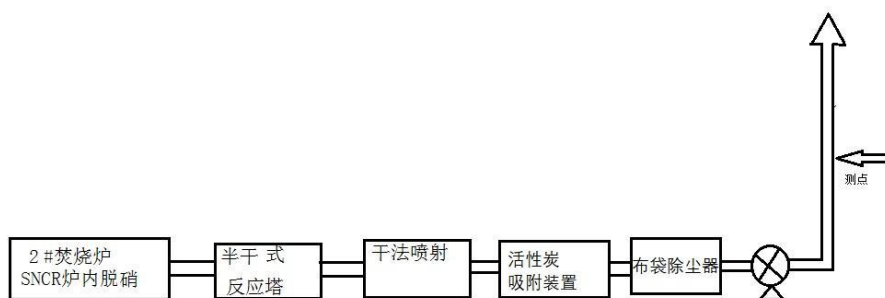 测点
2 #焚烧炉
SNCR炉内脱硝
半干 式
反应塔
干法喷射
活性炭
吸附装置
布袋除尘器